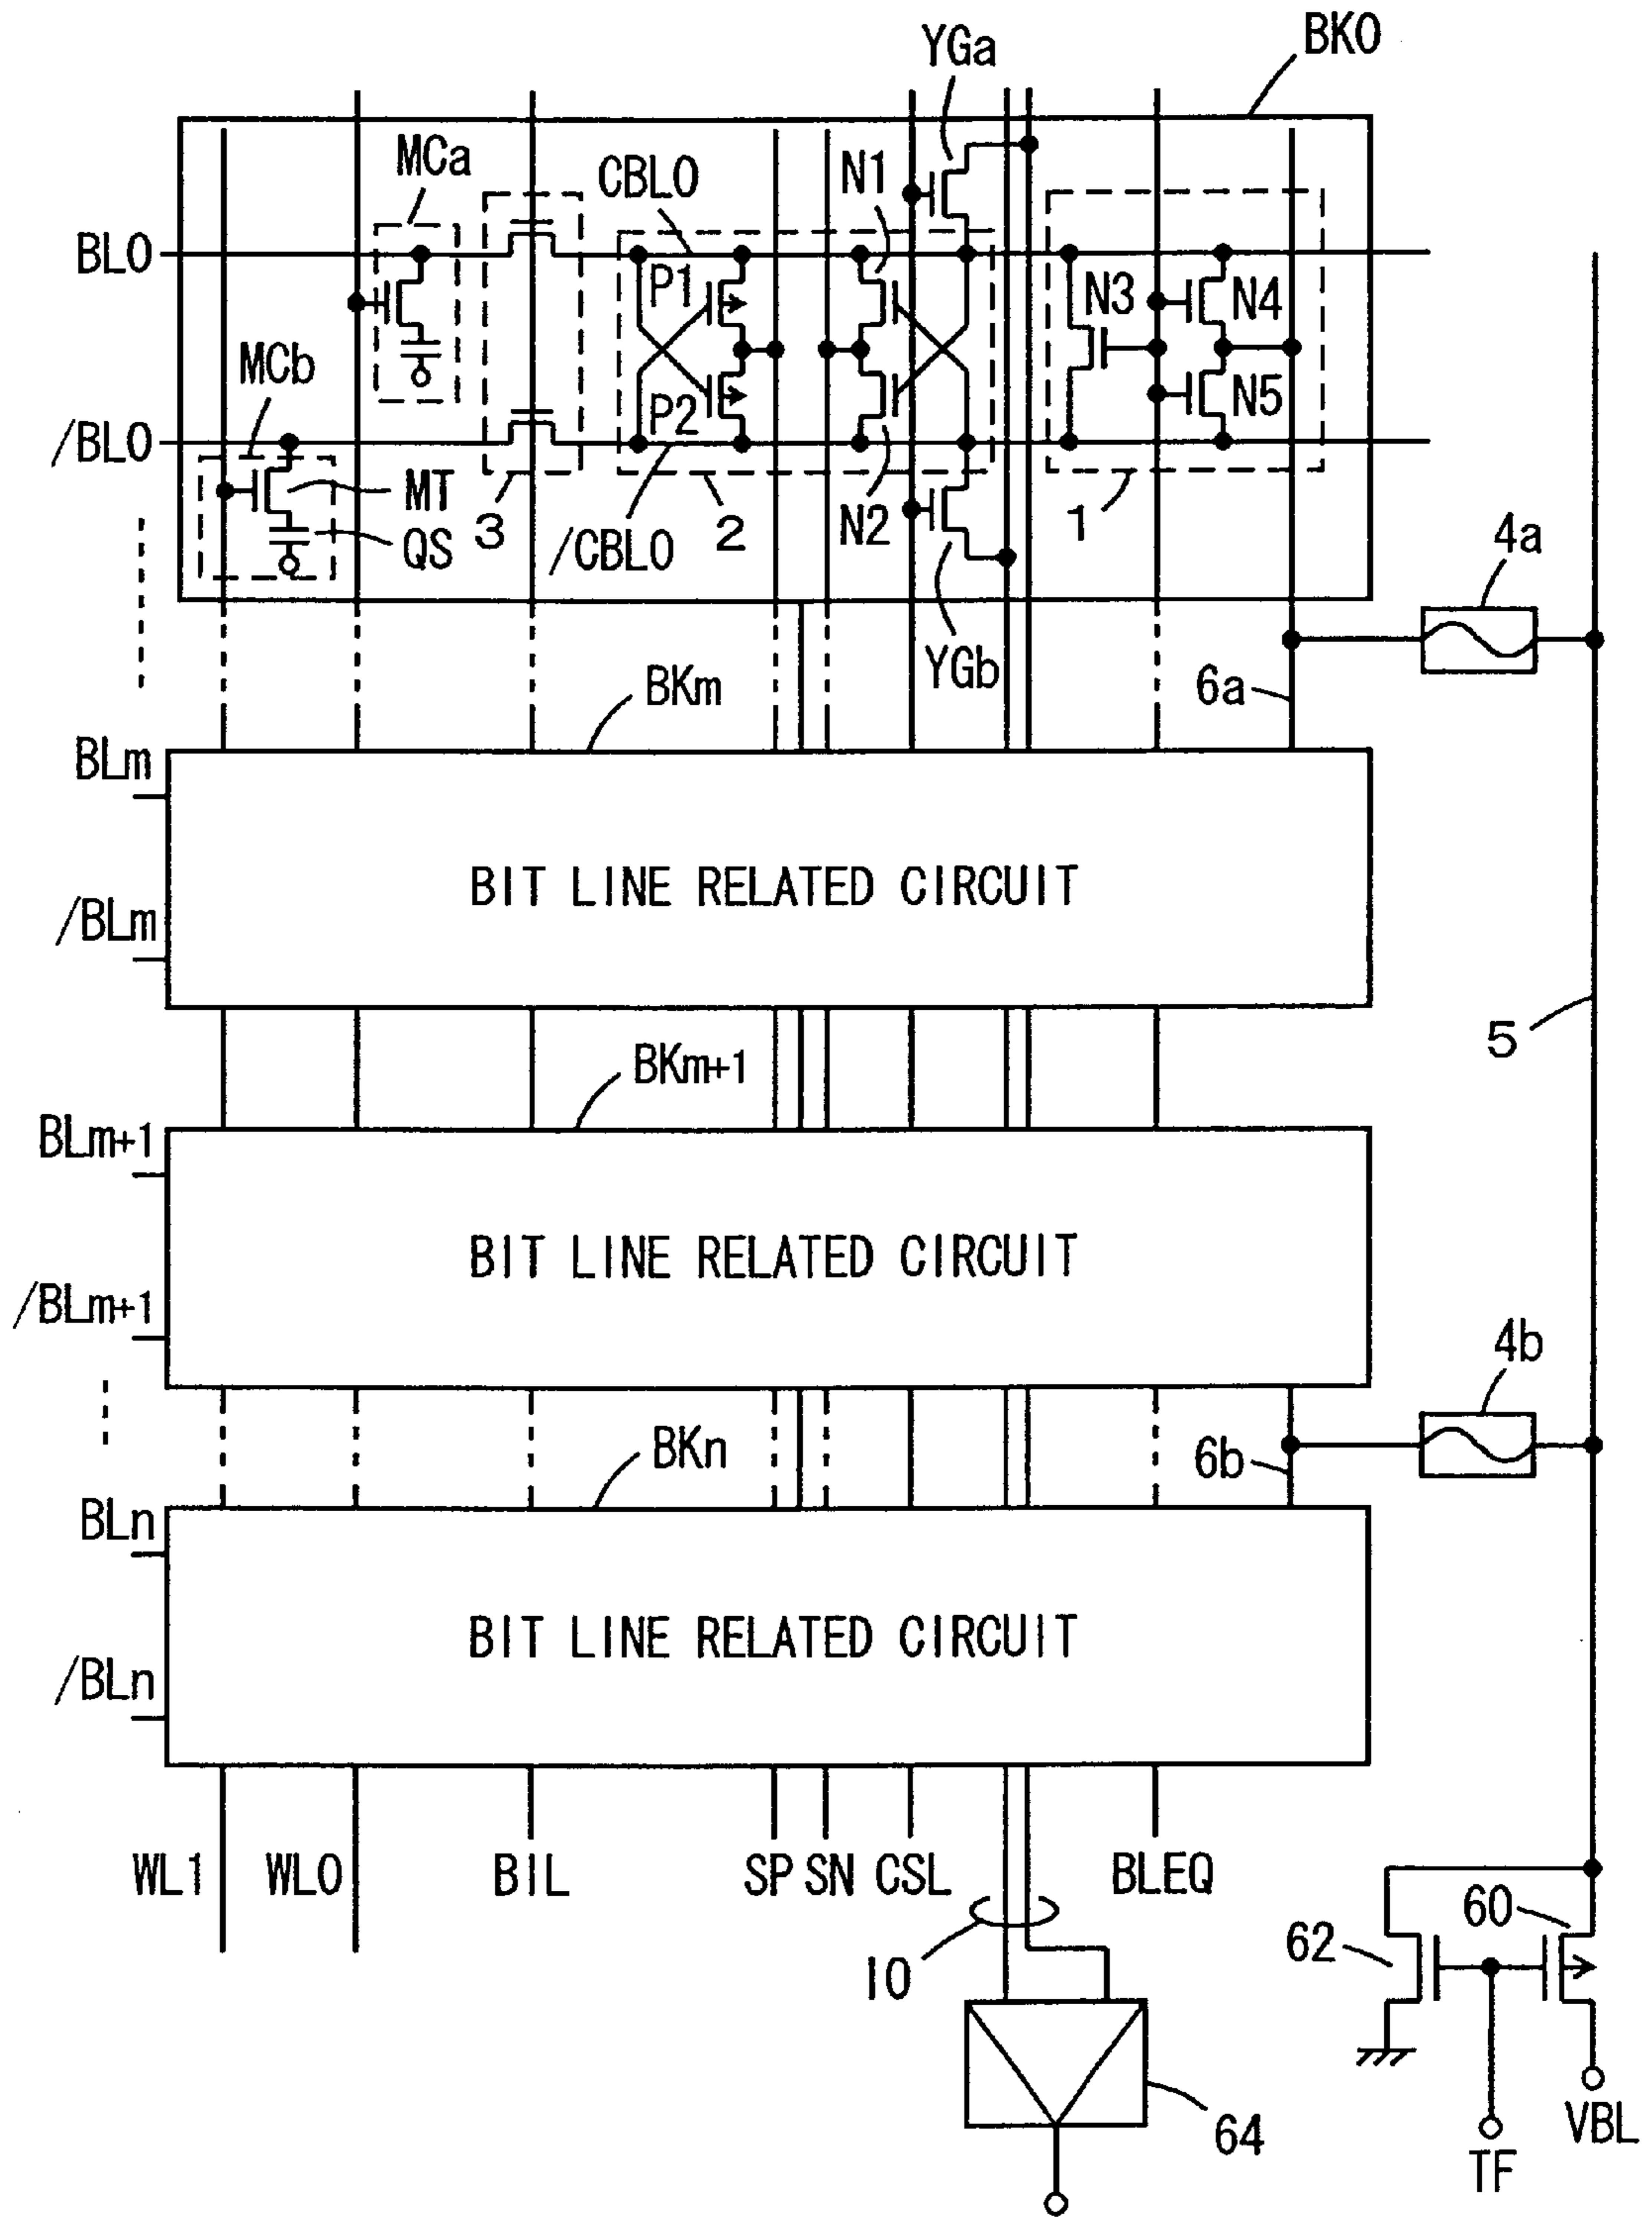 YGa
BK0
MCa
CBL0
N1
BL0
P1
N3
N4
MCb
P2
N5
/BL0
MT
3
2
N2
1
QS
/CBL0
4a
YGb
BKm
6a
BLm
BIT LINE RELATED CIRCUIT
/BLm
5
BKm+1
BLm+1
BIT LINE RELATED CIRCUIT
/BLm+1
4b
BKn
6b
BLn
BIT LINE RELATED CIRCUIT
/BLn
WL1
WL0
BIL
SP
SN
CSL
BLEQ
60
62
IO
64
VBL
TF